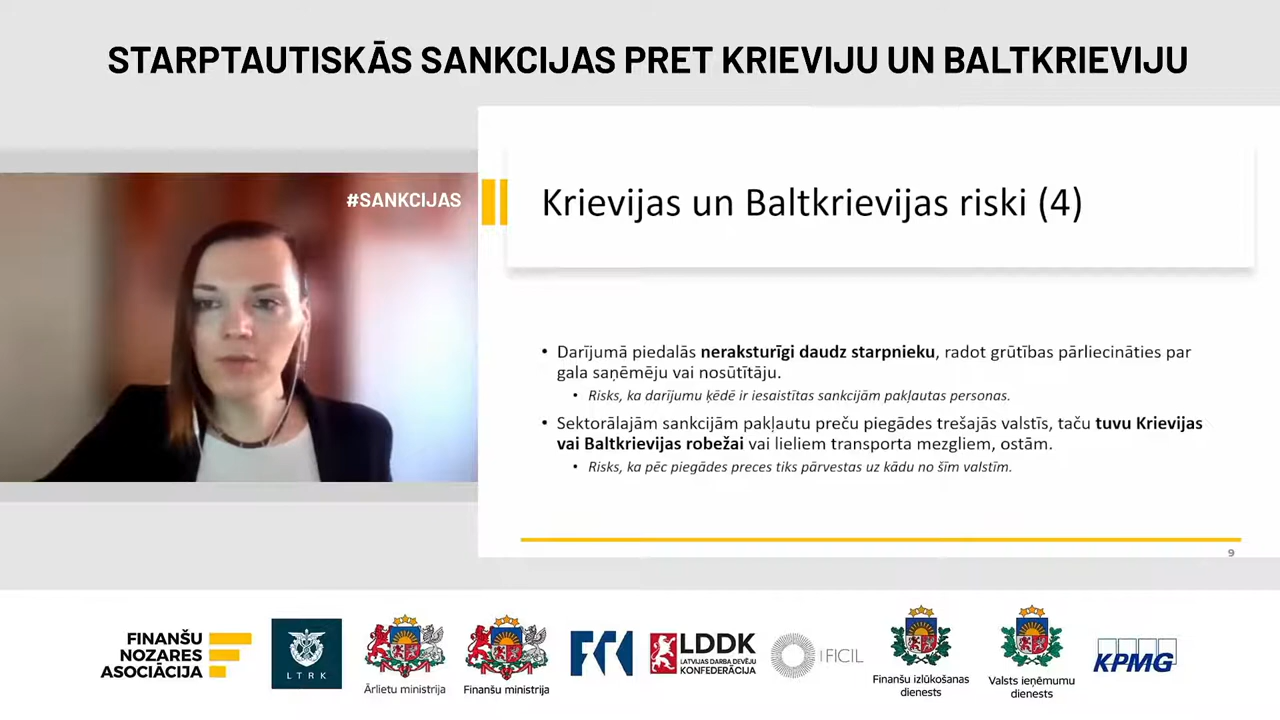 STARPTAUTISKĀS SANKCIJAS PRET KRIEVIJU UN BALTKRIEVIJU
#SANKCIJAS
Krievijas un Baltkrievijas riski (4)
• Darījumā piedalās neraksturīgi daudz starpnieku, radot grūtības pārliecināties par
gala saņēmēju vai nosūtītāju.
• Risks, ka darījumu ķēdē ir iesaistītas sankcijām pakļautas personas.
• Sektorālajām sankcijām pakļautu preču piegādes trešajās valstīs, taču tuvu Krievijas
vai Baltkrievijas robežai vai lieliem transporta mezgliem, ostām.
• Risks, ka pēc piegādes preces tiks pārvestas uz kādu no šīm valstīm.
9
FINANŠU
NOZARES
ASOCIĀCIJA
LTRK
Ārlietu ministrija
Finanšu ministrija
LDDK
LATVIJAS DARBA DEVĒJU
KONFEDERĀCIJA
FICIL
Finanšu izlūkošanas
dienests
Valsts ieņēmumu
dienests
KPMG